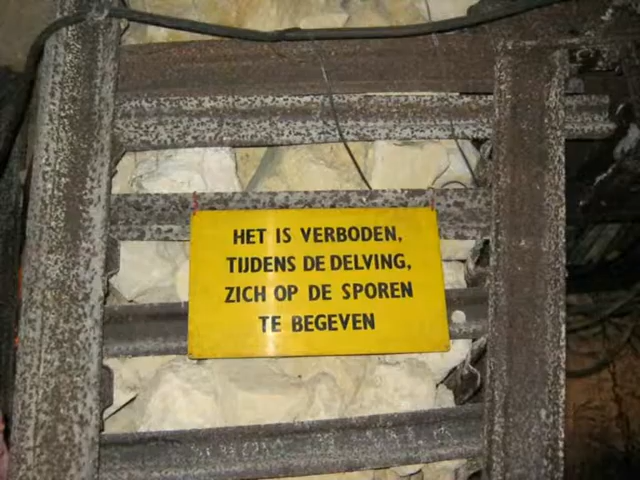 HET IS VERBODEN,
TIJDENS DE DELVING,
ZICH OP DE SPOREN
TE BEGEVEN